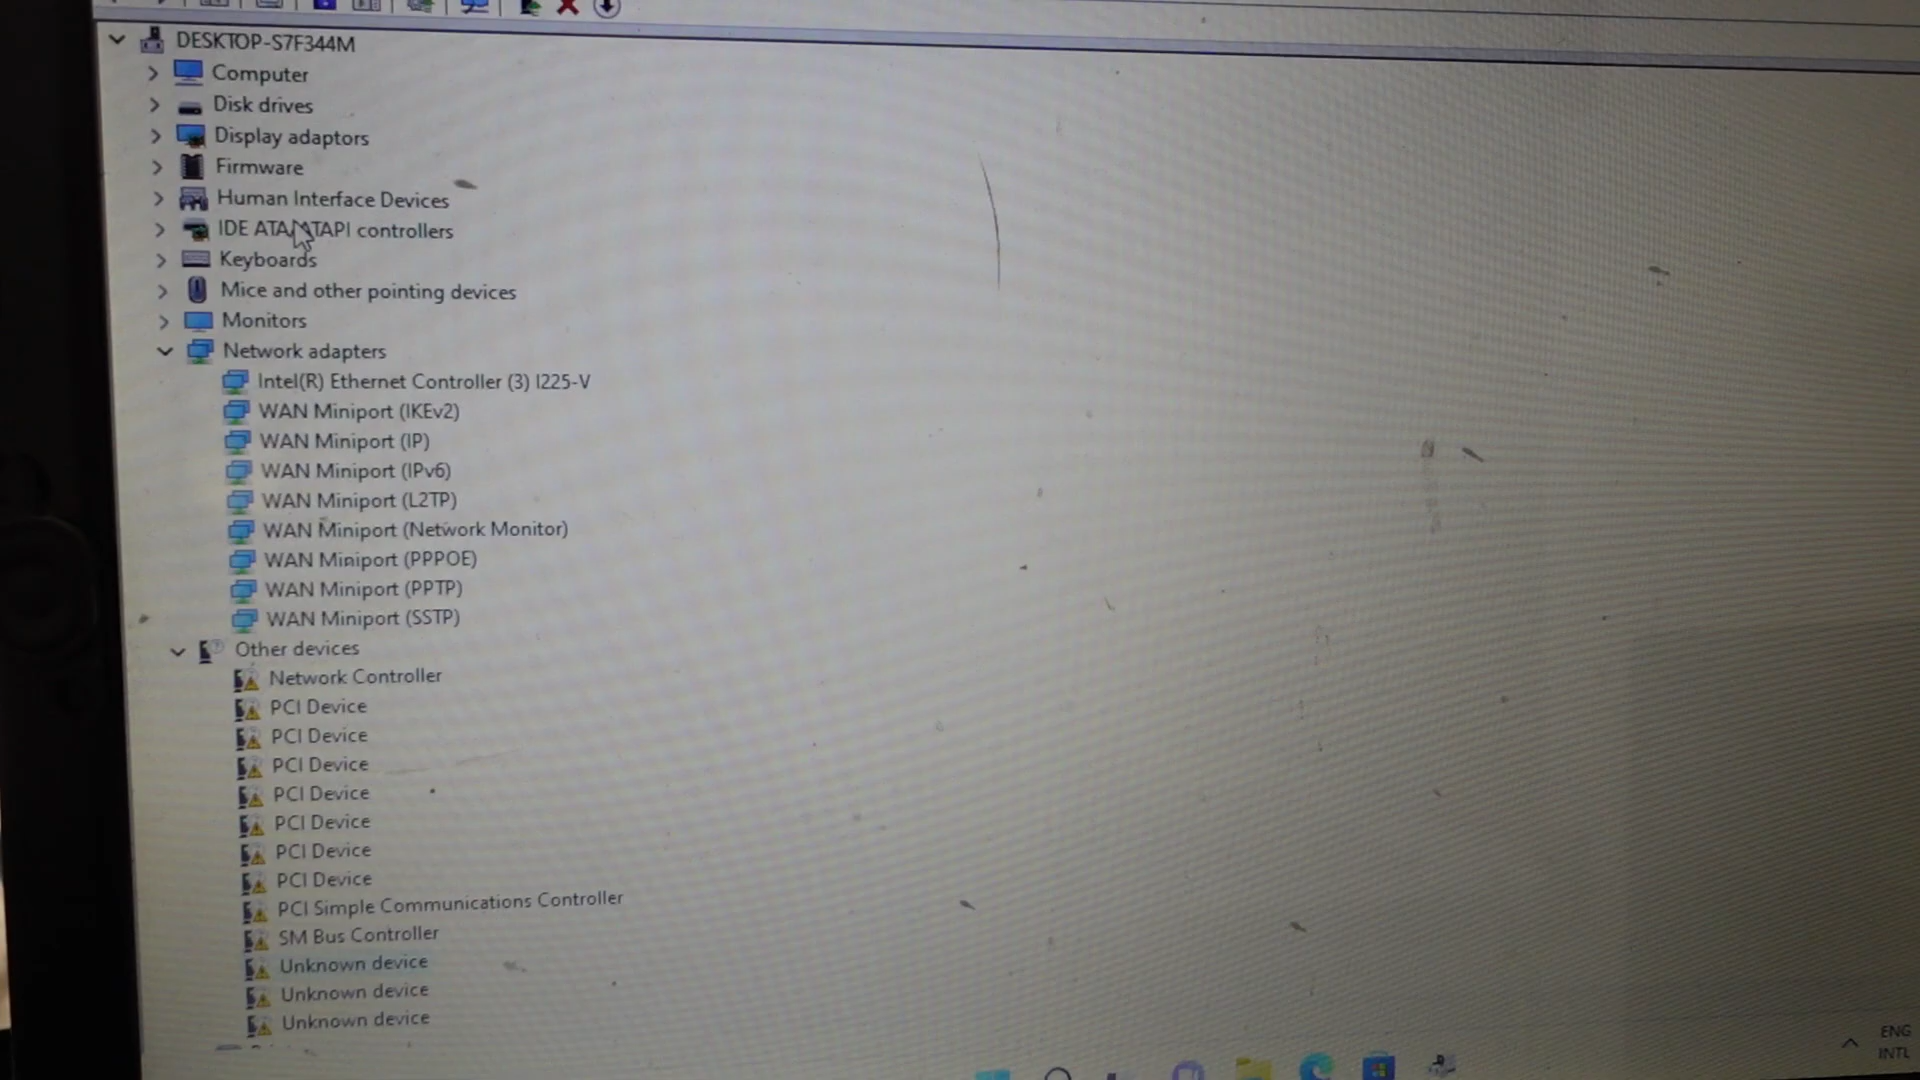 DESKTOP-S7F344M
Computer
Disk drives
Display adaptors
Firmware
Human Interface Devices
IDE ATA/ATAPI controllers
Keyboards
Mice and other pointing devices
Monitors
Network adapters
Intel(R) Ethernet Controller (3) I225-V
WAN Miniport (IKEv2)
WAN Miniport (IP)
WAN Miniport (IPv6)
WAN Miniport (L2TP)
WAN Miniport (Network Monitor)
WAN Miniport (PPPOE)
WAN Miniport (PPTP)
WAN Miniport (SSTP)
Other devices
Network Controller
PCI Device
PCI Device
PCI Device
PCI Device
PCI Device
PCI Device
PCI Device
PCI Simple Communications Controller
SM Bus Controller
Unknown device
Unknown device
Unknown device
ENG
INTL